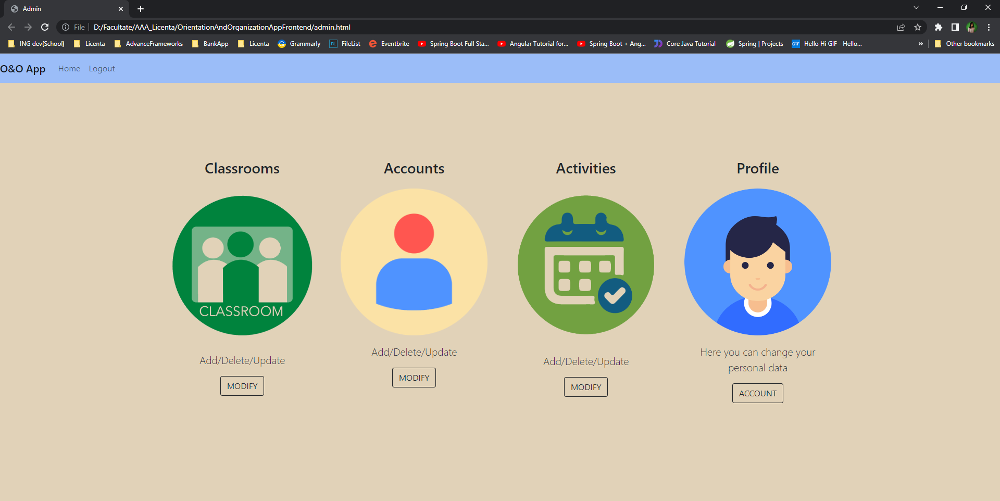 Admin
File D:/Facultate/AAA_Licenta/OrientationAndOrganizationAppFrontend/admin.html
ING dev{School} Licenta AdvanceFrameworks BankApp Licenta Grammarly FL FileList Eventbrite Spring Boot Full Sta... Angular Tutorial for... Spring Boot + Ang... Core Java Tutorial Spring | Projects GIF Hello Hi GIF - Hello... » Other bookmarks
O&O App Home Logout
Classrooms Accounts Activities Profile
CLASSROOM
Add/Delete/Update Add/Delete/Update Add/Delete/Update Here you can change your
personal data
MODIFY MODIFY MODIFY ACCOUNT